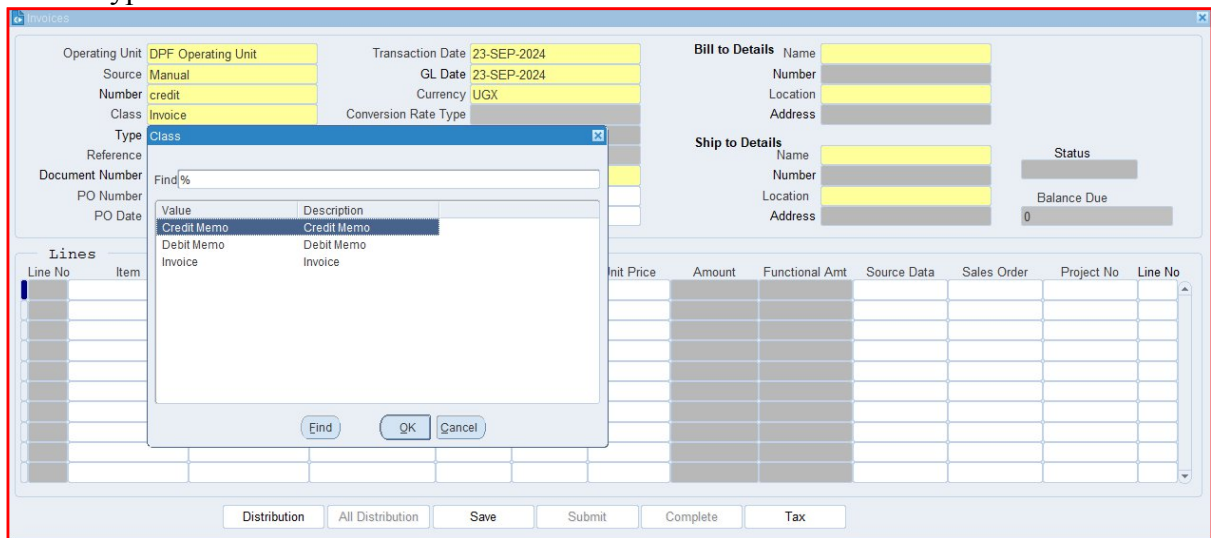 Invoices
Operating Unit DPF Operating Unit Transaction Date 23-SEP-2024 Bill to Details Name
Source Manual GL Date 23-SEP-2024 Number
Number credit Currency UGX Location
Class Invoice Conversion Rate Type Address
Type Class
Ship to Details
Reference Name Status
Document Number Find % Number
PO Number Location Balance Due
PO Date Value Description Address 0
Credit Memo Credit Memo
Debit Memo Debit Memo
Invoice Invoice
Lines
Line No Item Unit Price Amount Functional Amt Source Data Sales Order Project No Line No
Find OK Cancel
Distribution All Distribution Save Submit Complete Tax